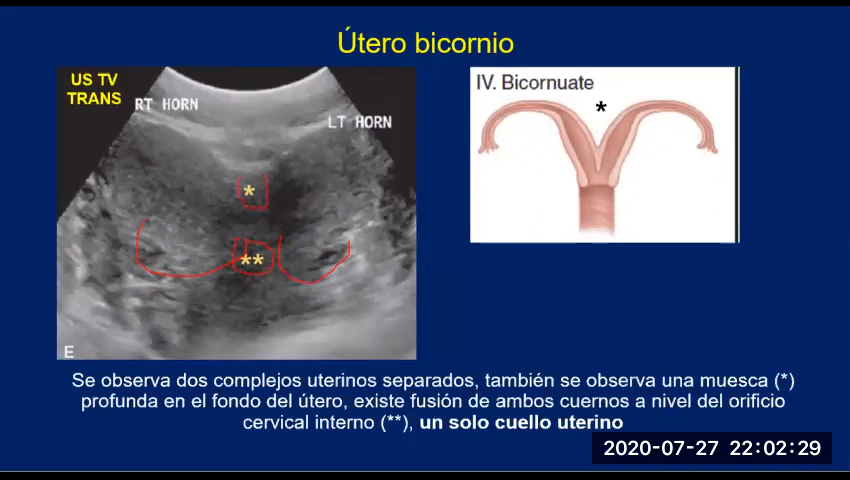 Útero bicornio
US TV
TRANS
RT HORN
LT HORN
*
**
E
IV. Bicornuate
*
Se observa dos complejos uterinos separados, también se observa una muesca (*)
profunda en el fondo del útero, existe fusión de ambos cuernos a nivel del orificio
cervical interno (**), un solo cuello uterino
2020-07-27 22:02:29